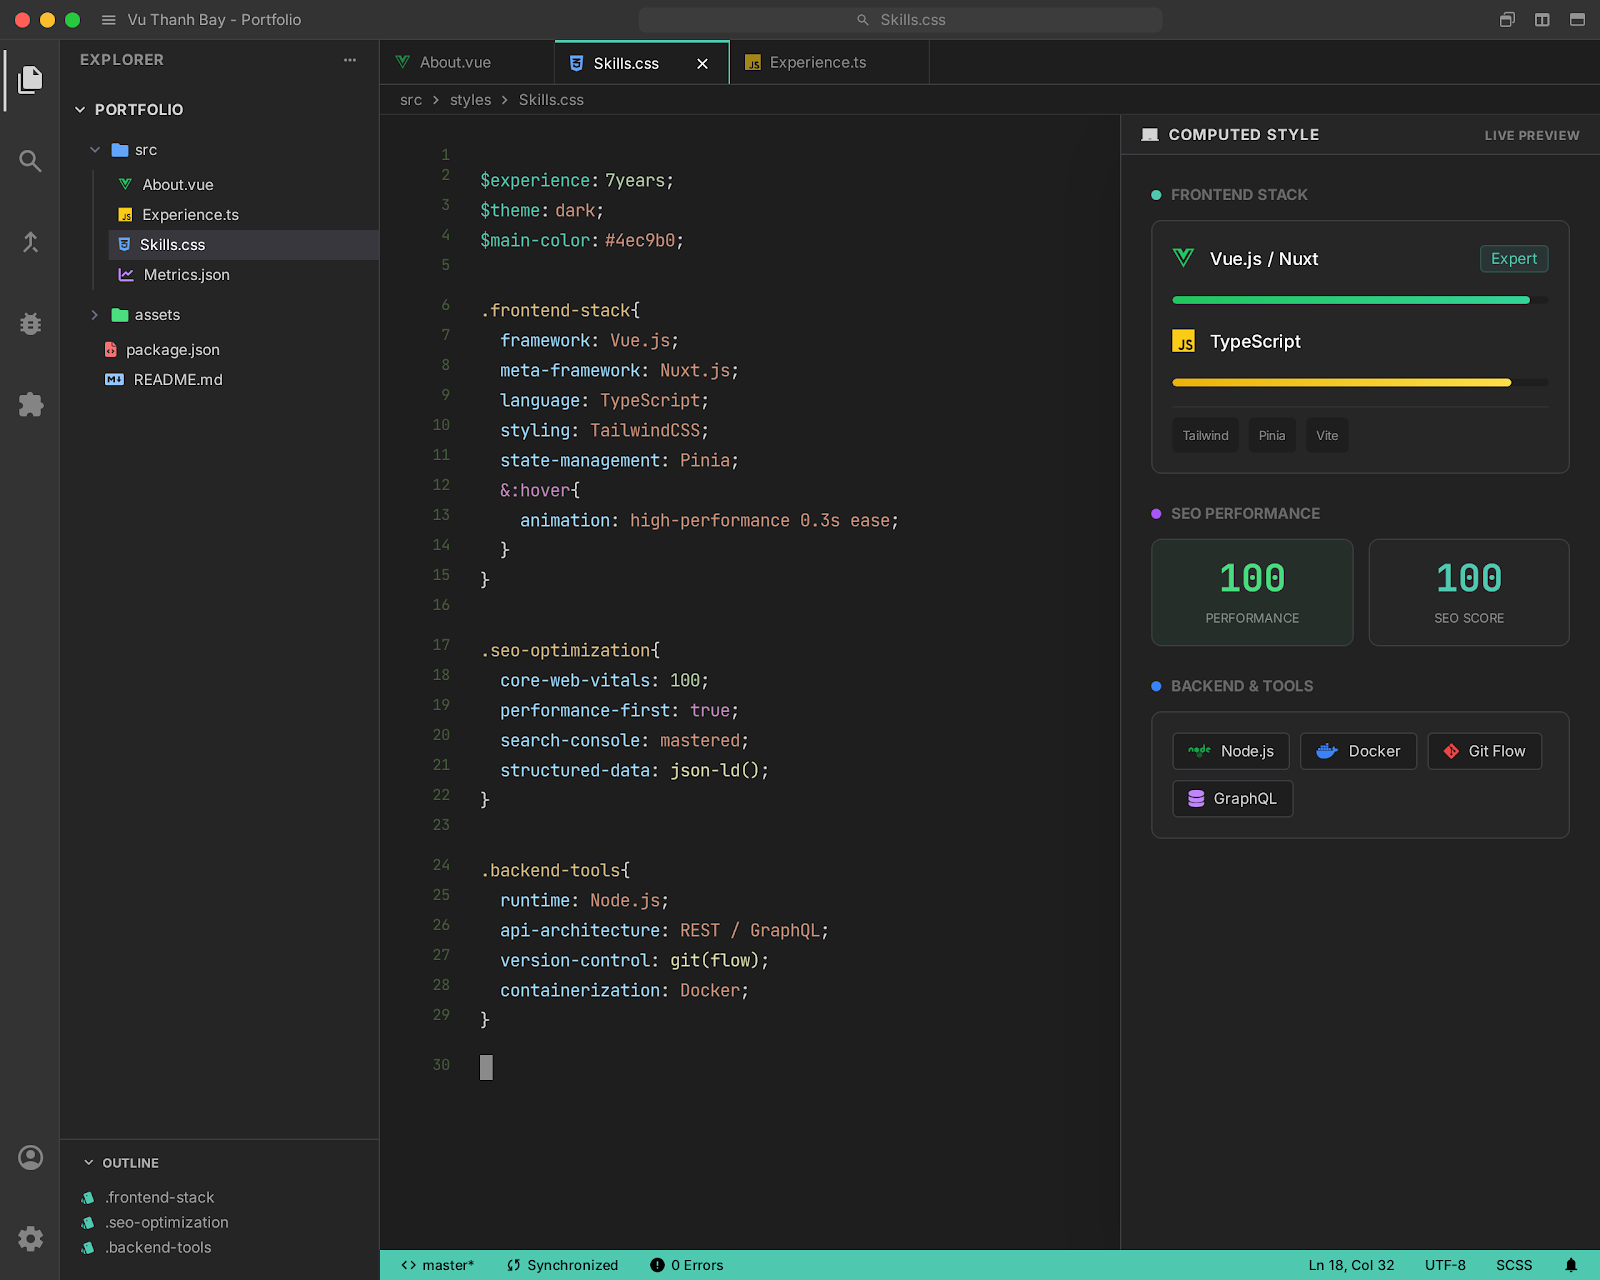 Vu Thanh Bay - Portfolio
Skills.css
EXPLORER
PORTFOLIO
src
About.vue
JS Experience.ts
Skills.css
Metrics.json
assets
package.json
README.md
OUTLINE
.frontend-stack
.seo-optimization
.backend-tools
About.vue
Skills.css
JS Experience.ts
src > styles > Skills.css
1
2 $experience: 7years;
3 $theme: dark;
4 $main-color: #4ec9b0;
5
6 .frontend-stack{
7 framework: Vue.js;
8 meta-framework: Nuxt.js;
9 language: TypeScript;
10 styling: TailwindCSS;
11 state-management: Pinia;
12 &:hover{
13 animation: high-performance 0.3s ease;
14 }
15 }
16
17 .seo-optimization{
18 core-web-vitals: 100;
19 performance-first: true;
20 search-console: mastered;
21 structured-data: json-ld();
22 }
23
24 .backend-tools{
25 runtime: Node.js;
26 api-architecture: REST / GraphQL;
27 version-control: git(flow);
28 containerization: Docker;
29 }
30
COMPUTED STYLE
LIVE PREVIEW
FRONTEND STACK
Vue.js / Nuxt
Expert
JS TypeScript
Tailwind
Pinia
Vite
SEO PERFORMANCE
100
PERFORMANCE
100
SEO SCORE
BACKEND & TOOLS
node Node.js
Docker
Git Flow
GraphQL
master*
Synchronized
0 Errors
Ln 18, Col 32
UTF-8
SCSS